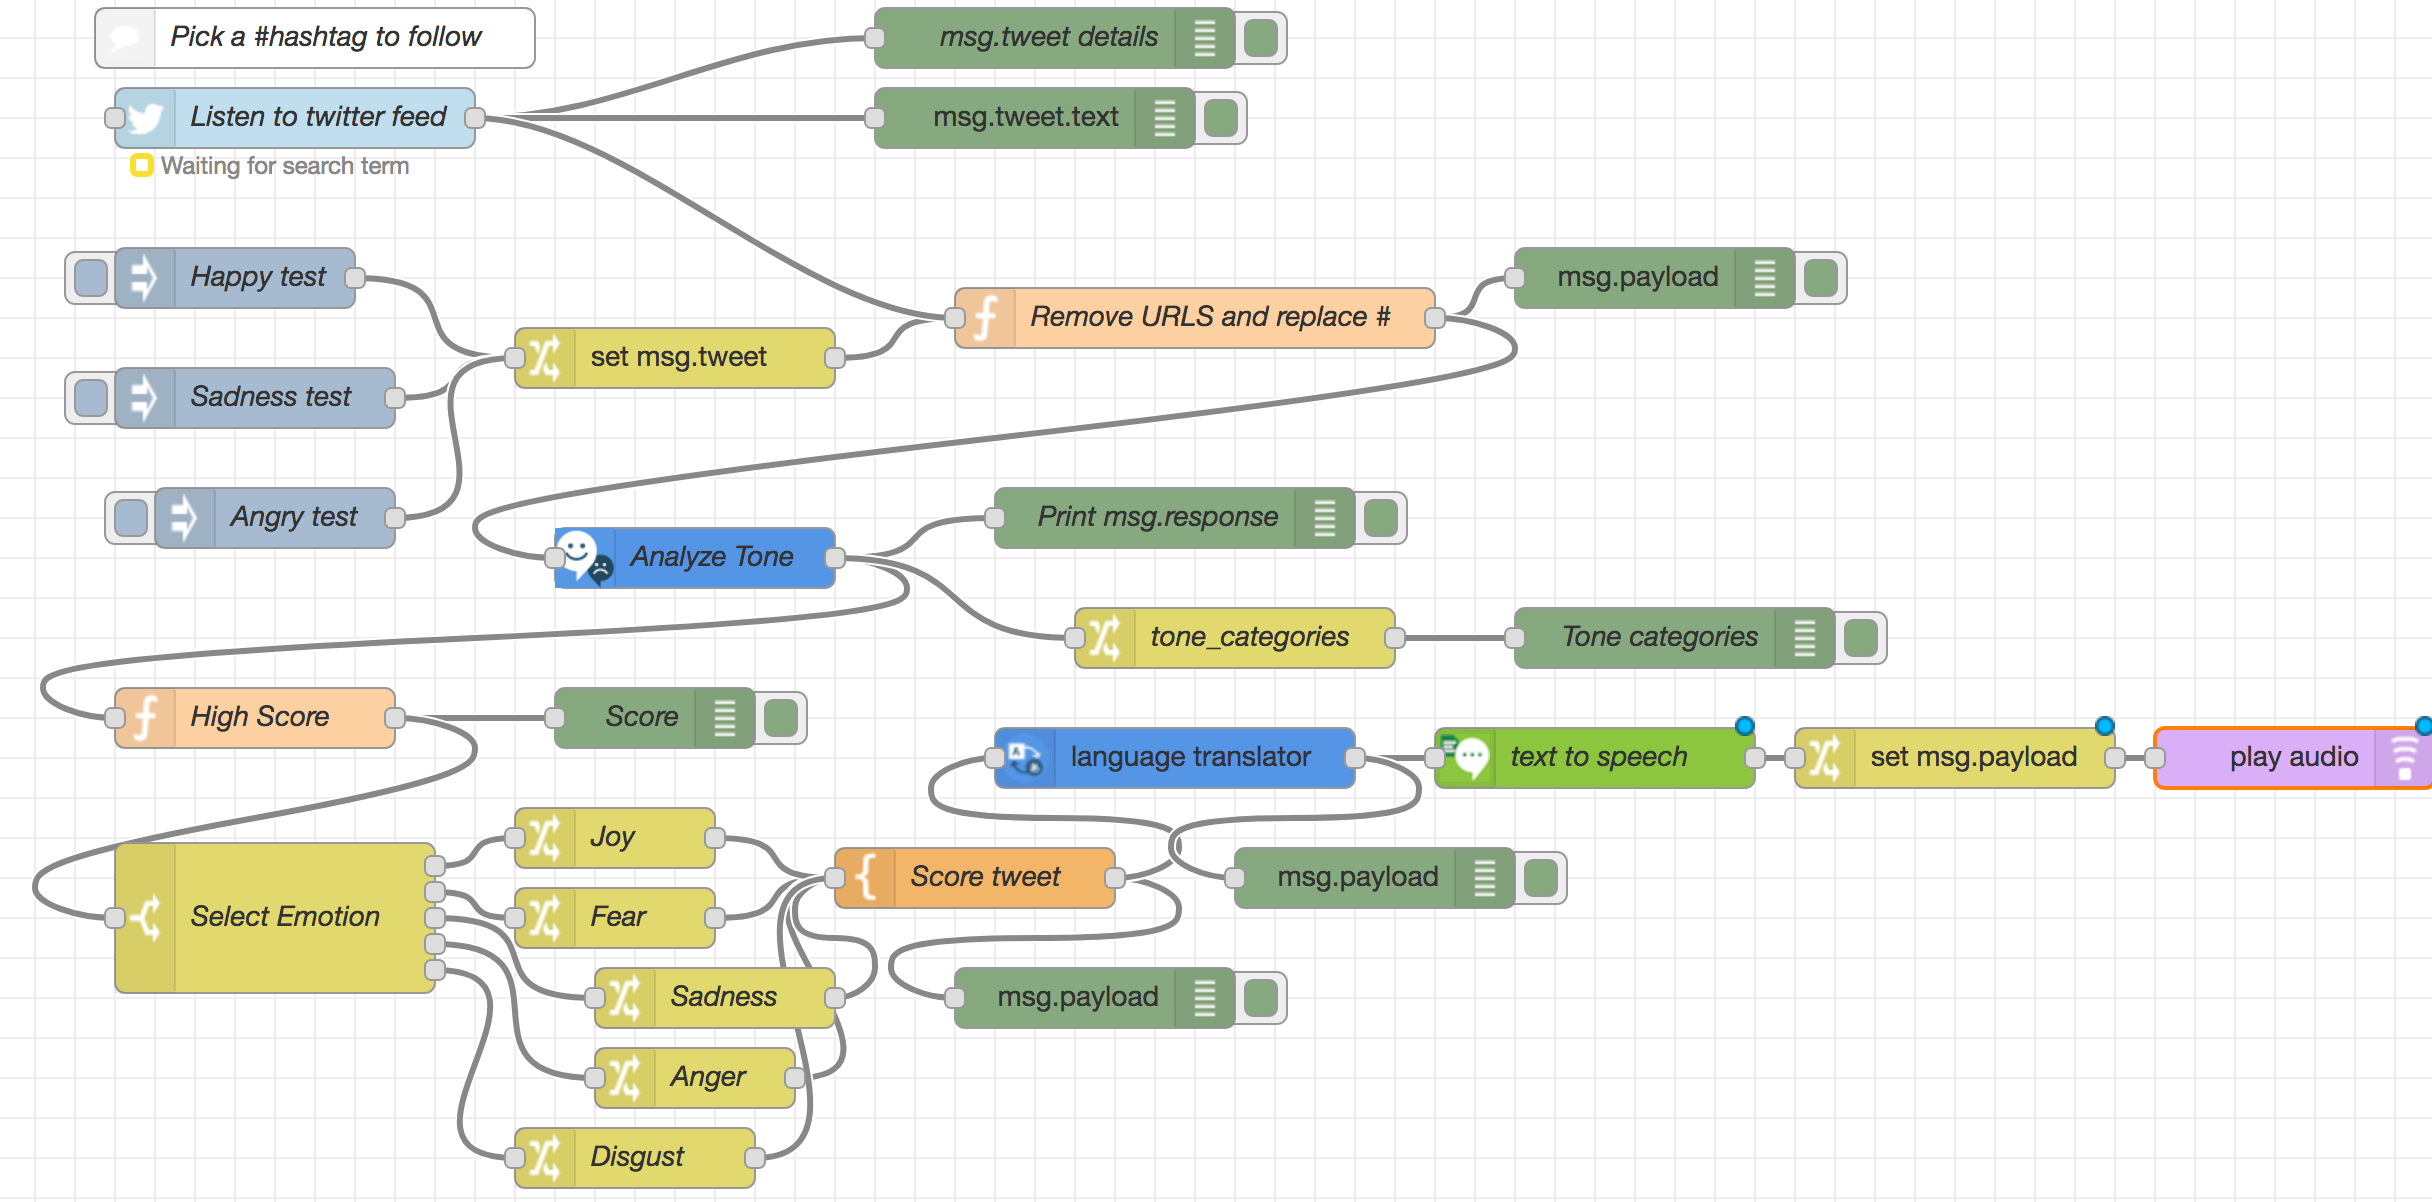 Pick a #hashtag to follow
msg.tweet details
Listen to twitter feed
msg.tweet.text
Waiting for search term
Happy test
msg.payload
Remove URLS and replace #
set msg.tweet
Sadness test
Angry test
Print msg.response
Analyze Tone
tone_categories
Tone categories
High Score
Score
language translator
text to speech
set msg.payload
play audio
Joy
Select Emotion
Fear
Score tweet
msg.payload
Sadness
msg.payload
Anger
Disgust